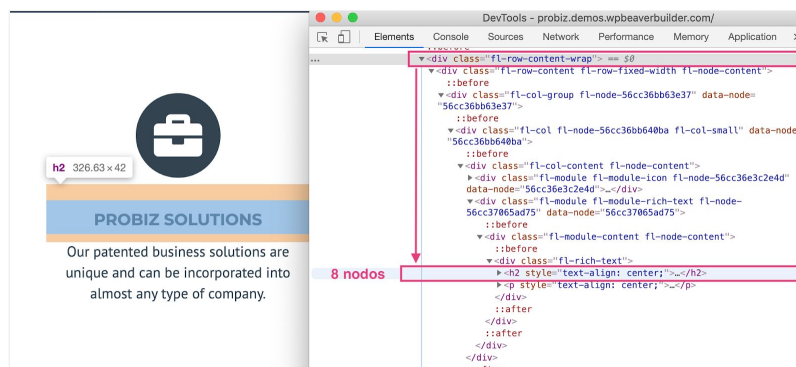 DevTools - probiz.demos.wpbeaverbuilder.com/
Elements Console Sources Network Performance Memory Application
::before
... ▼<div class="fl-row-content-wrap"> == $0
▼<div class="fl-row-content fl-row-fixed-width fl-node-content">
::before
▼<div class="fl-col-group fl-node-56cc36bb63e37" data-node=
"56cc36bb63e37">
::before
▼<div class="fl-col fl-node-56cc36bb640ba fl-col-small" data-node
"56cc36bb640ba">
::before
▼<div class="fl-col-content fl-node-content">
▶<div class="fl-module fl-module-icon fl-node-56cc36e3c2e4d"
data-node="56cc36e3c2e4d">…</div>
▼<div class="fl-module fl-module-rich-text fl-node-
56cc37065ad75" data-node="56cc37065ad75">
::before
▼<div class="fl-module-content fl-node-content">
::before
▼<div class="fl-rich-text">
▶<h2 style="text-align: center;">…</h2>
▶<p style="text-align: center;">…</p>
</div>
::after
</div>
::after
</div>
</div>
h2 326.63 × 42
PROBIZ SOLUTIONS
Our patented business solutions are
unique and can be incorporated into
almost any type of company.
8 nodos